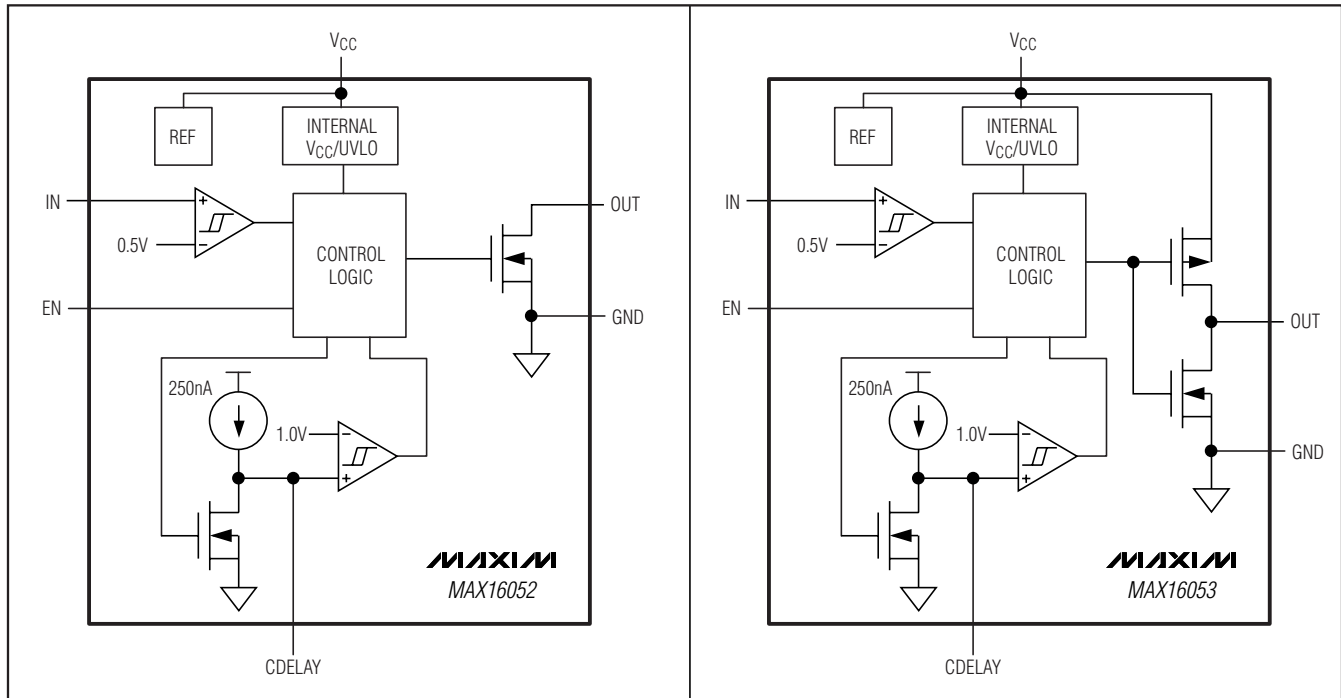 VCC
REF
INTERNAL
VCC/UVLO
IN
0.5V
CONTROL
LOGIC
OUT
EN
GND
250nA
1.0V
MAXIM
MAX16052
CDELAY
VCC
REF
INTERNAL
VCC/UVLO
IN
0.5V
CONTROL
LOGIC
EN
OUT
250nA
1.0V
GND
MAXIM
MAX16053
CDELAY